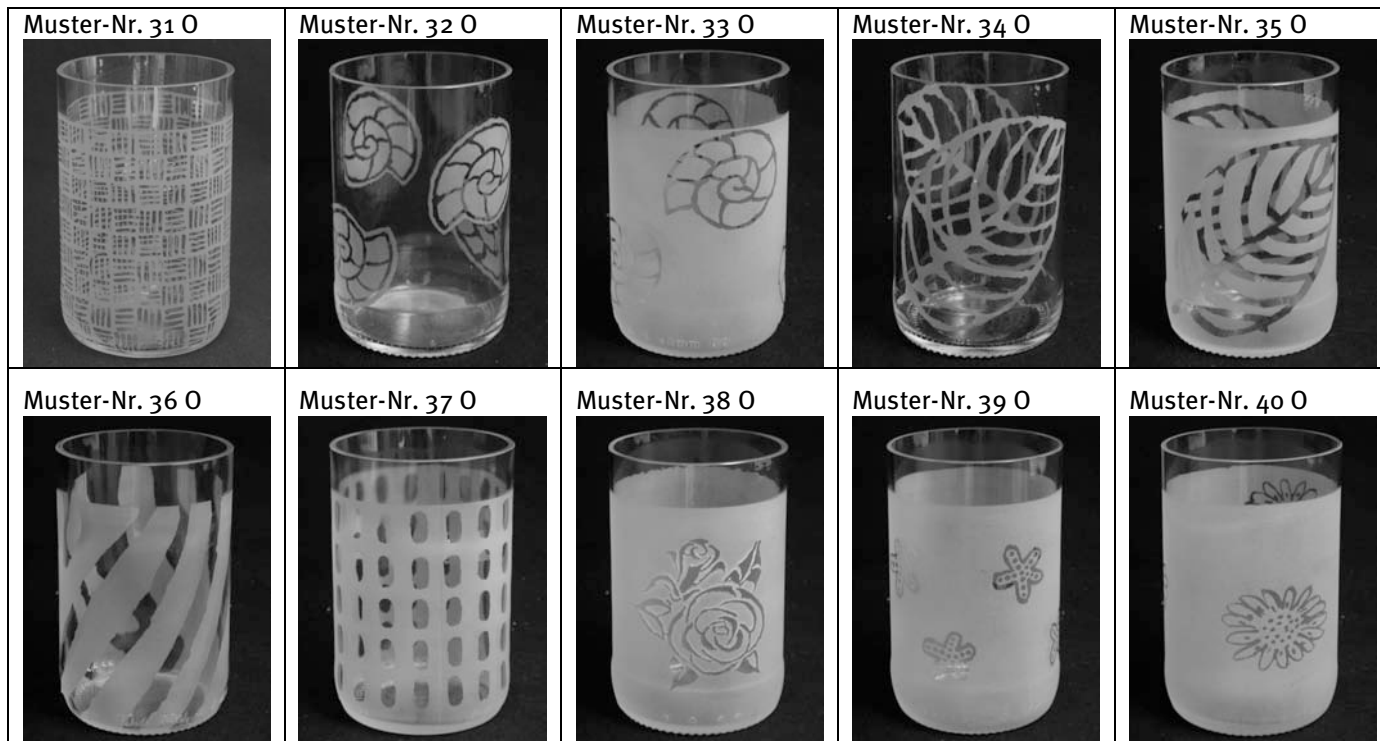 Muster-Nr. 31 O
Muster-Nr. 32 O
Muster-Nr. 33 O
Muster-Nr. 34 O
Muster-Nr. 35 O
Muster-Nr. 36 O
Muster-Nr. 37 O
Muster-Nr. 38 O
Muster-Nr. 39 O
Muster-Nr. 40 O